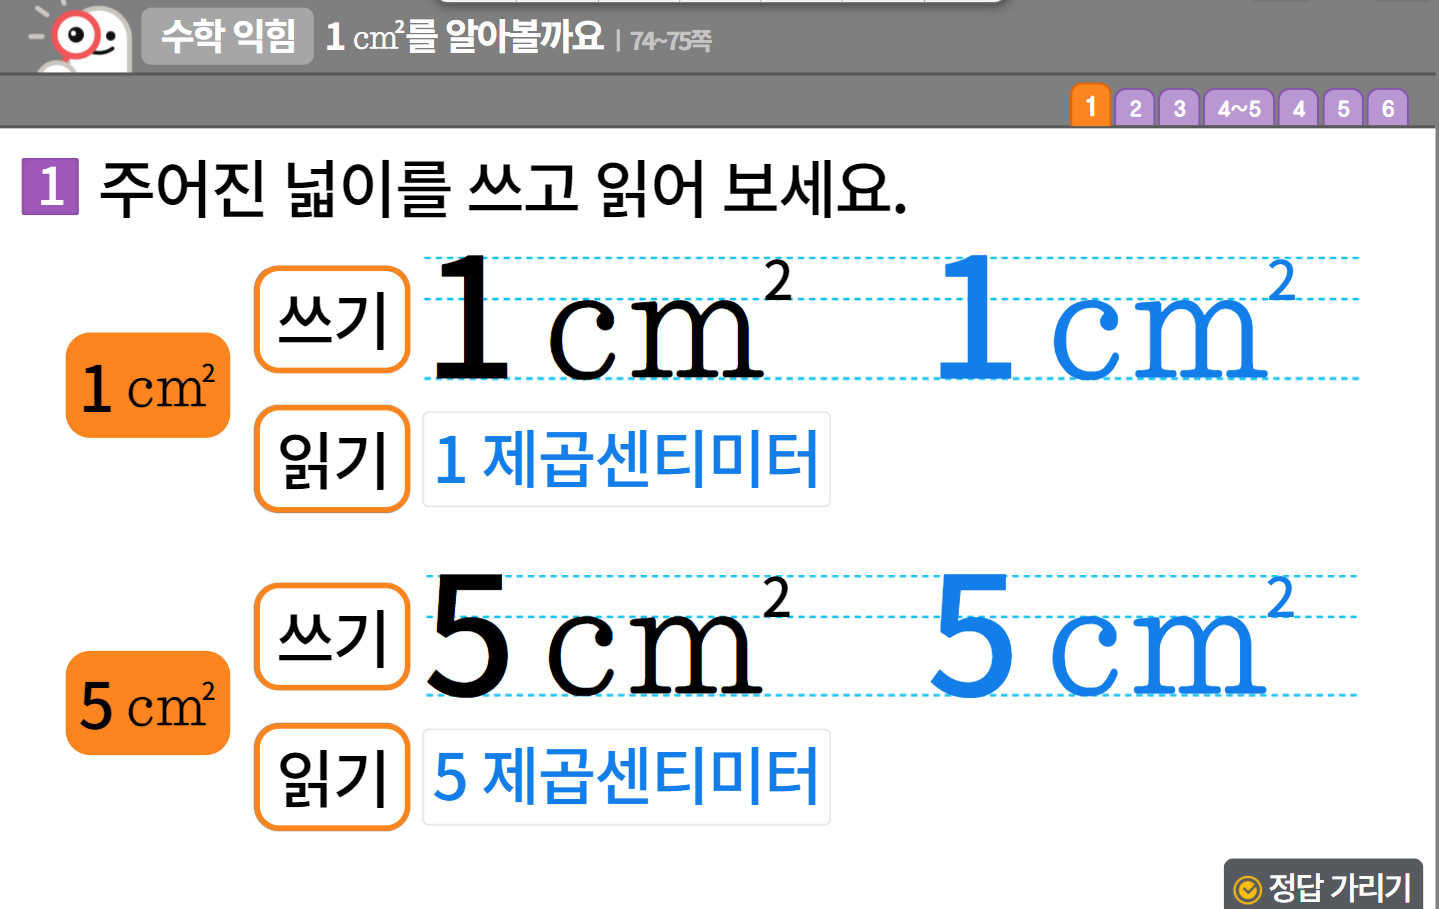 수학 익힘 1 cm²를 알아볼까요 | 74~75쪽
1 2 3 4~5 4 5 6
1 주어진 넓이를 쓰고 읽어 보세요.
1 cm² 쓰기 1 cm² 1 cm²
읽기 1 제곱센티미터
5 cm² 쓰기 5 cm² 5 cm²
읽기 5 제곱센티미터
정답 가리기